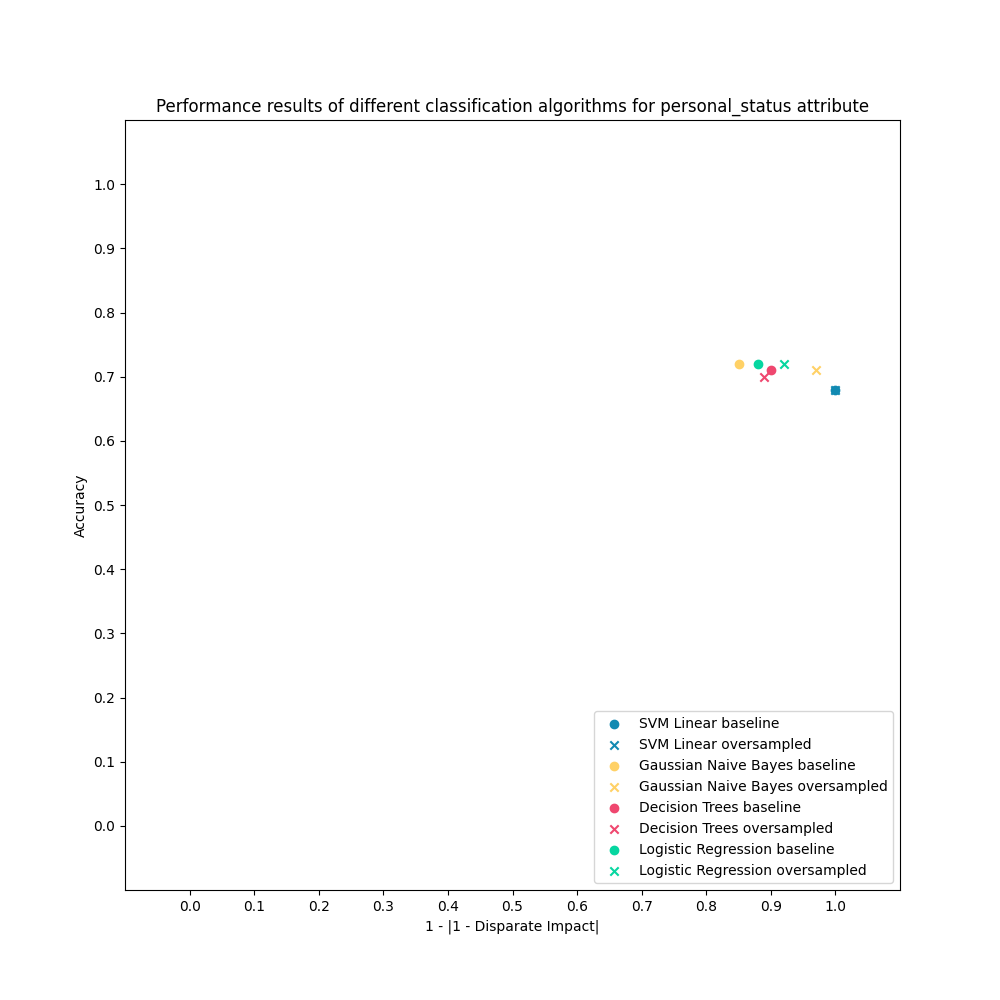 Performance results of different classification algorithms for personal_status attribute
1.0
0.9
0.8
0.7
0.6
0.5
0.4
0.3
0.2
0.1
0.0
Accuracy
SVM Linear baseline
SVM Linear oversampled
Gaussian Naive Bayes baseline
Gaussian Naive Bayes oversampled
Decision Trees baseline
Decision Trees oversampled
Logistic Regression baseline
Logistic Regression oversampled
0.0 0.1 0.2 0.3 0.4 0.5 0.6 0.7 0.8 0.9 1.0
1 - |1 - Disparate Impact|